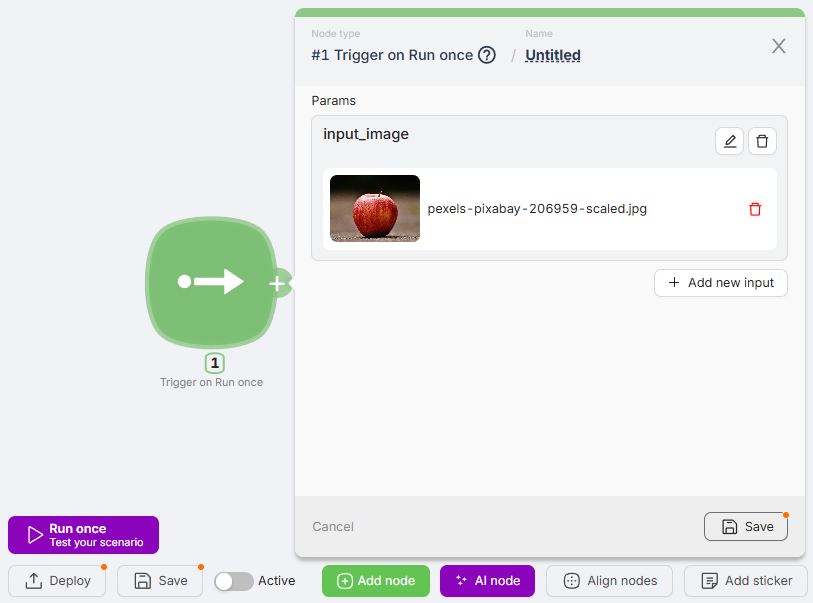 Node type
Name
#1 Trigger on Run once ? / Untitled
X
Params
input_image
pexels-pixabay-206959-scaled.jpg
+ Add new input
1
Trigger on Run once
Cancel
Save
Run once
Test your scenario
Deploy
Save
Active
Add node
AI node
Align nodes
Add sticker